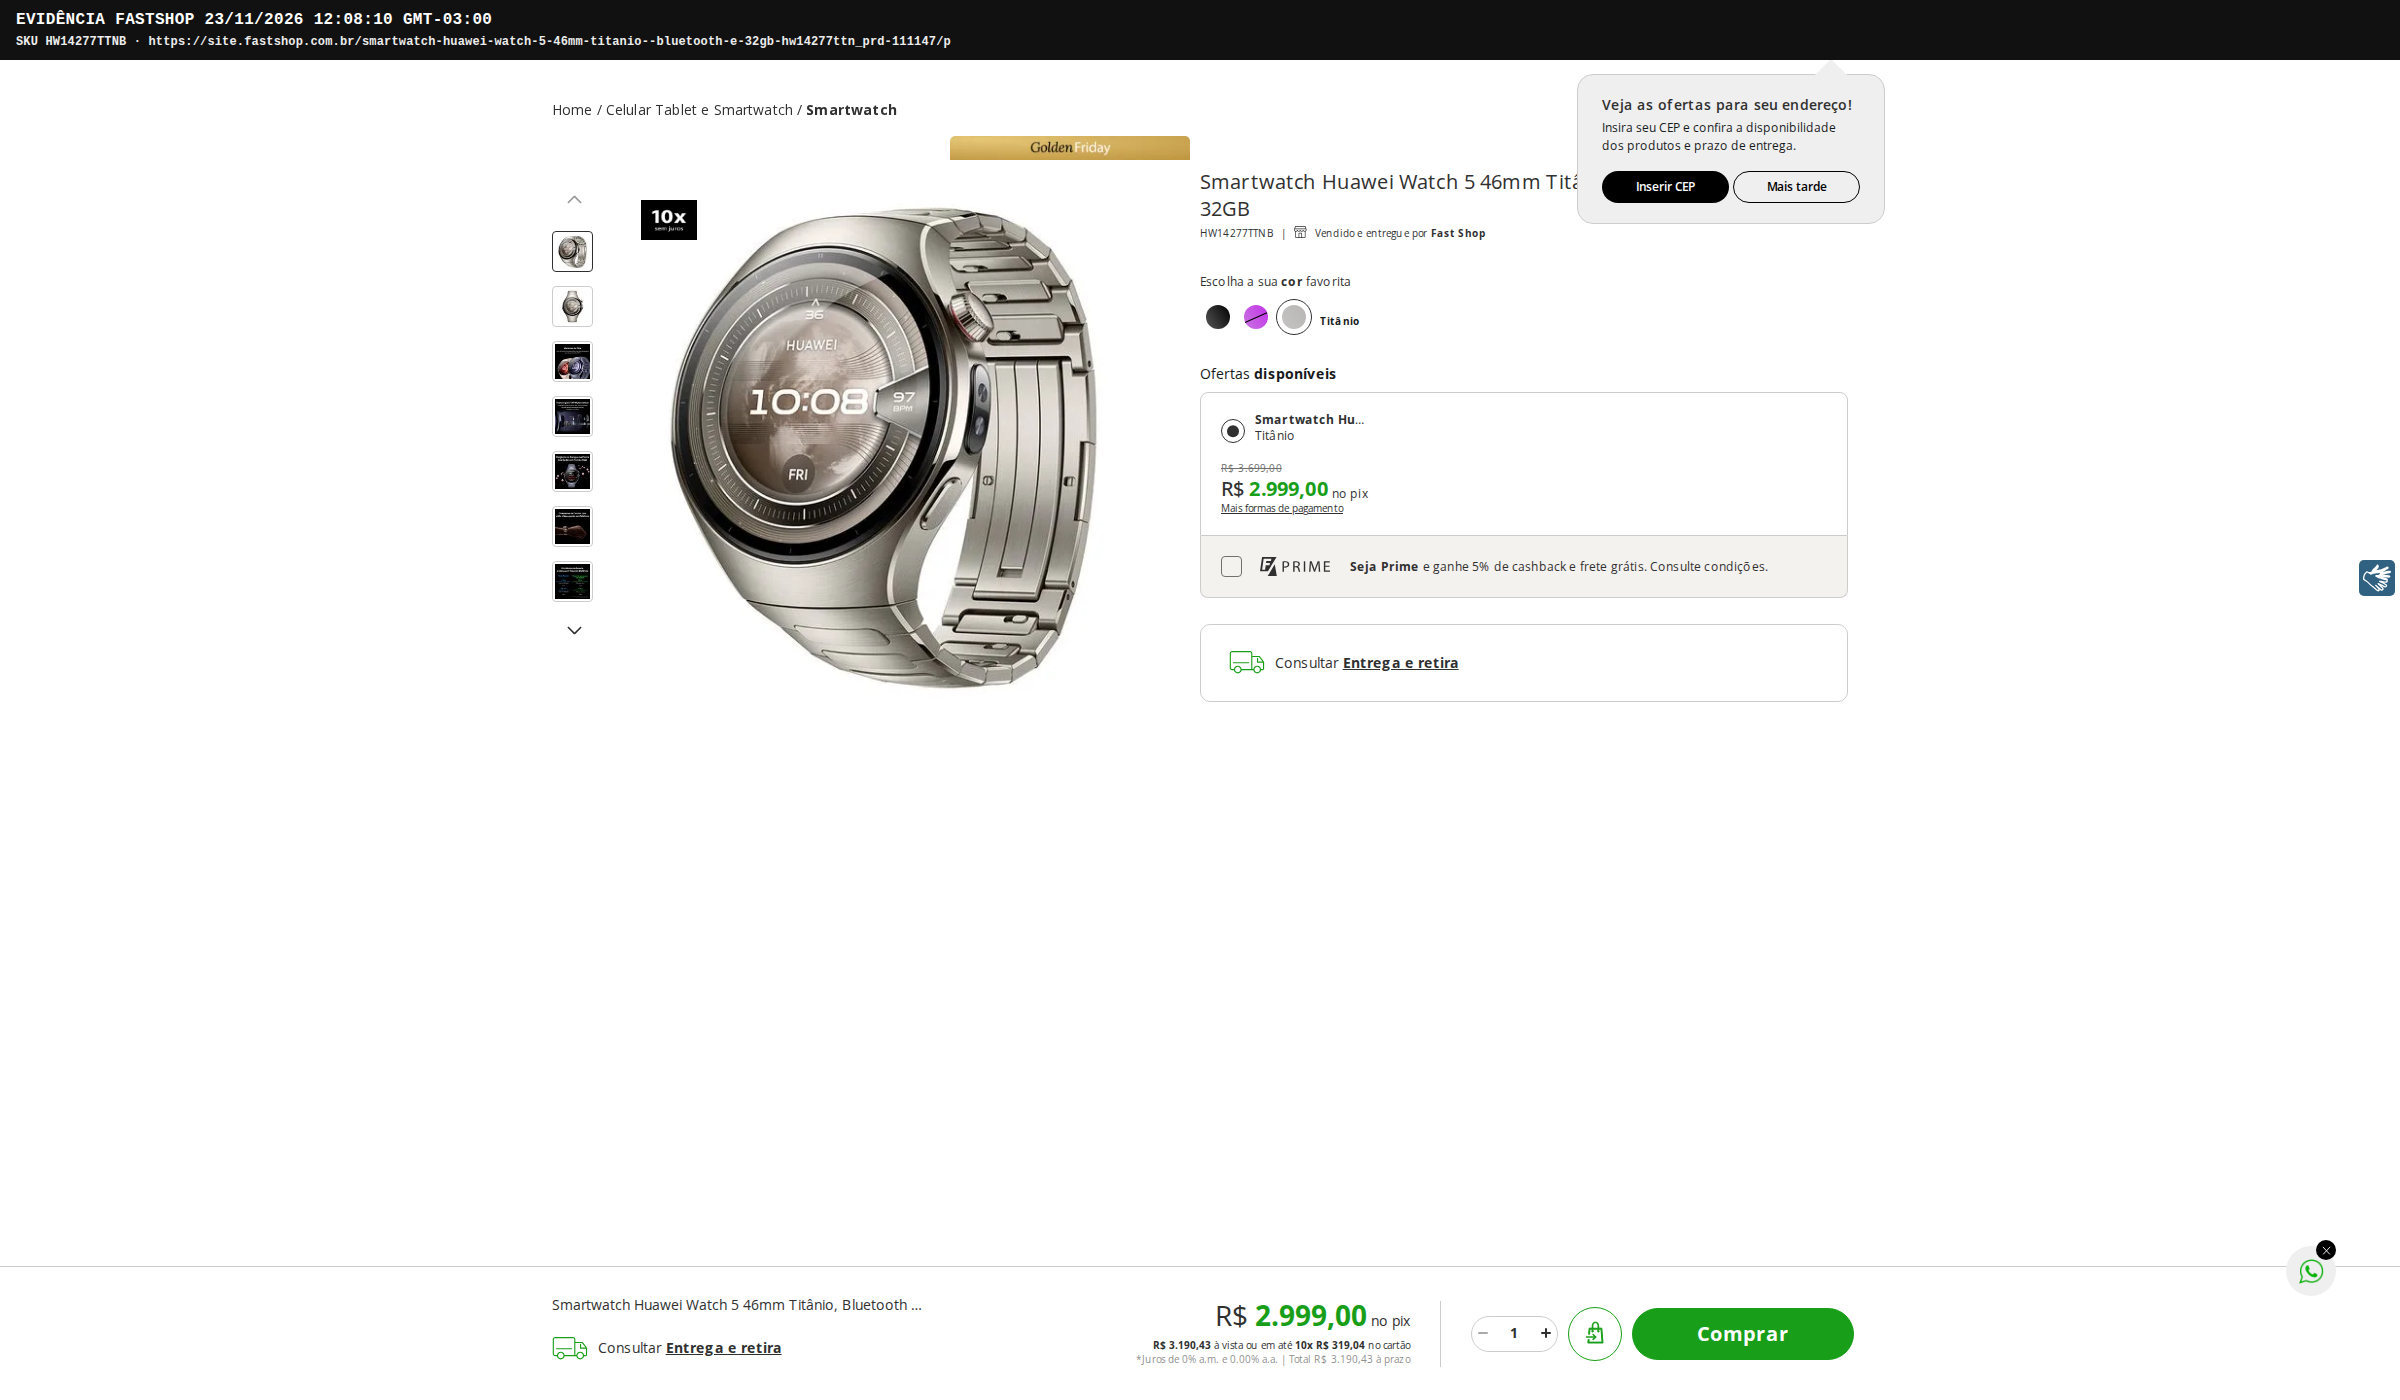 EVIDÊNCIA FASTSHOP 23/11/2026 12:08:10 GMT-03:00
SKU HW14277TTNB · https://site.fastshop.com.br/smartwatch-huawei-watch-5-46mm-titanio--bluetooth-e-32gb-hw14277ttn_prd-111147/p
Home / Celular Tablet e Smartwatch / Smartwatch
Veja as ofertas para seu endereço!
Insira seu CEP e confira a disponibilidade
dos produtos e prazo de entrega.
Inserir CEP
Mais tarde
Golden Friday
10x
sem juros
36
HUAWEI
10:08
97
BPM
FRI
Smartwatch Huawei Watch 5 46mm Titâ
32GB
HW14277TTNB | Vendido e entregue por Fast Shop
Escolha a sua cor favorita
Titânio
Ofertas disponíveis
Smartwatch Hu...
Titânio
R$ 3.699,00
R$ 2.999,00 no pix
Mais formas de pagamento
PRIME Seja Prime e ganhe 5% de cashback e frete grátis. Consulte condições.
Consultar Entrega e retira
Smartwatch Huawei Watch 5 46mm Titânio, Bluetooth ...
Consultar Entrega e retira
R$ 2.999,00 no pix
R$ 3.190,43 à vista ou em até 10x R$ 319,04 no cartão
*Juros de 0% a.m. e 0.00% a.a. | Total R$ 3.190,43 à prazo
1
Comprar